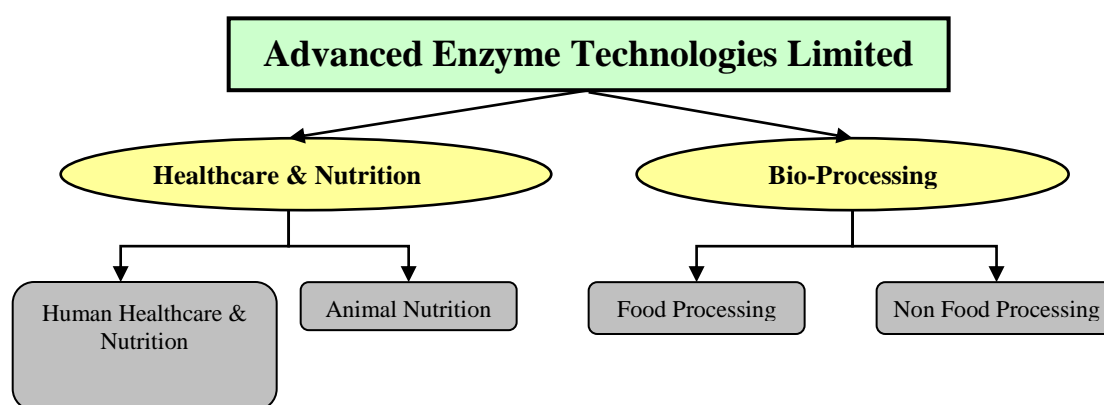 Advanced Enzyme Technologies Limited
Healthcare & Nutrition
Bio-Processing
Human Healthcare &
Nutrition
Animal Nutrition
Food Processing
Non Food Processing